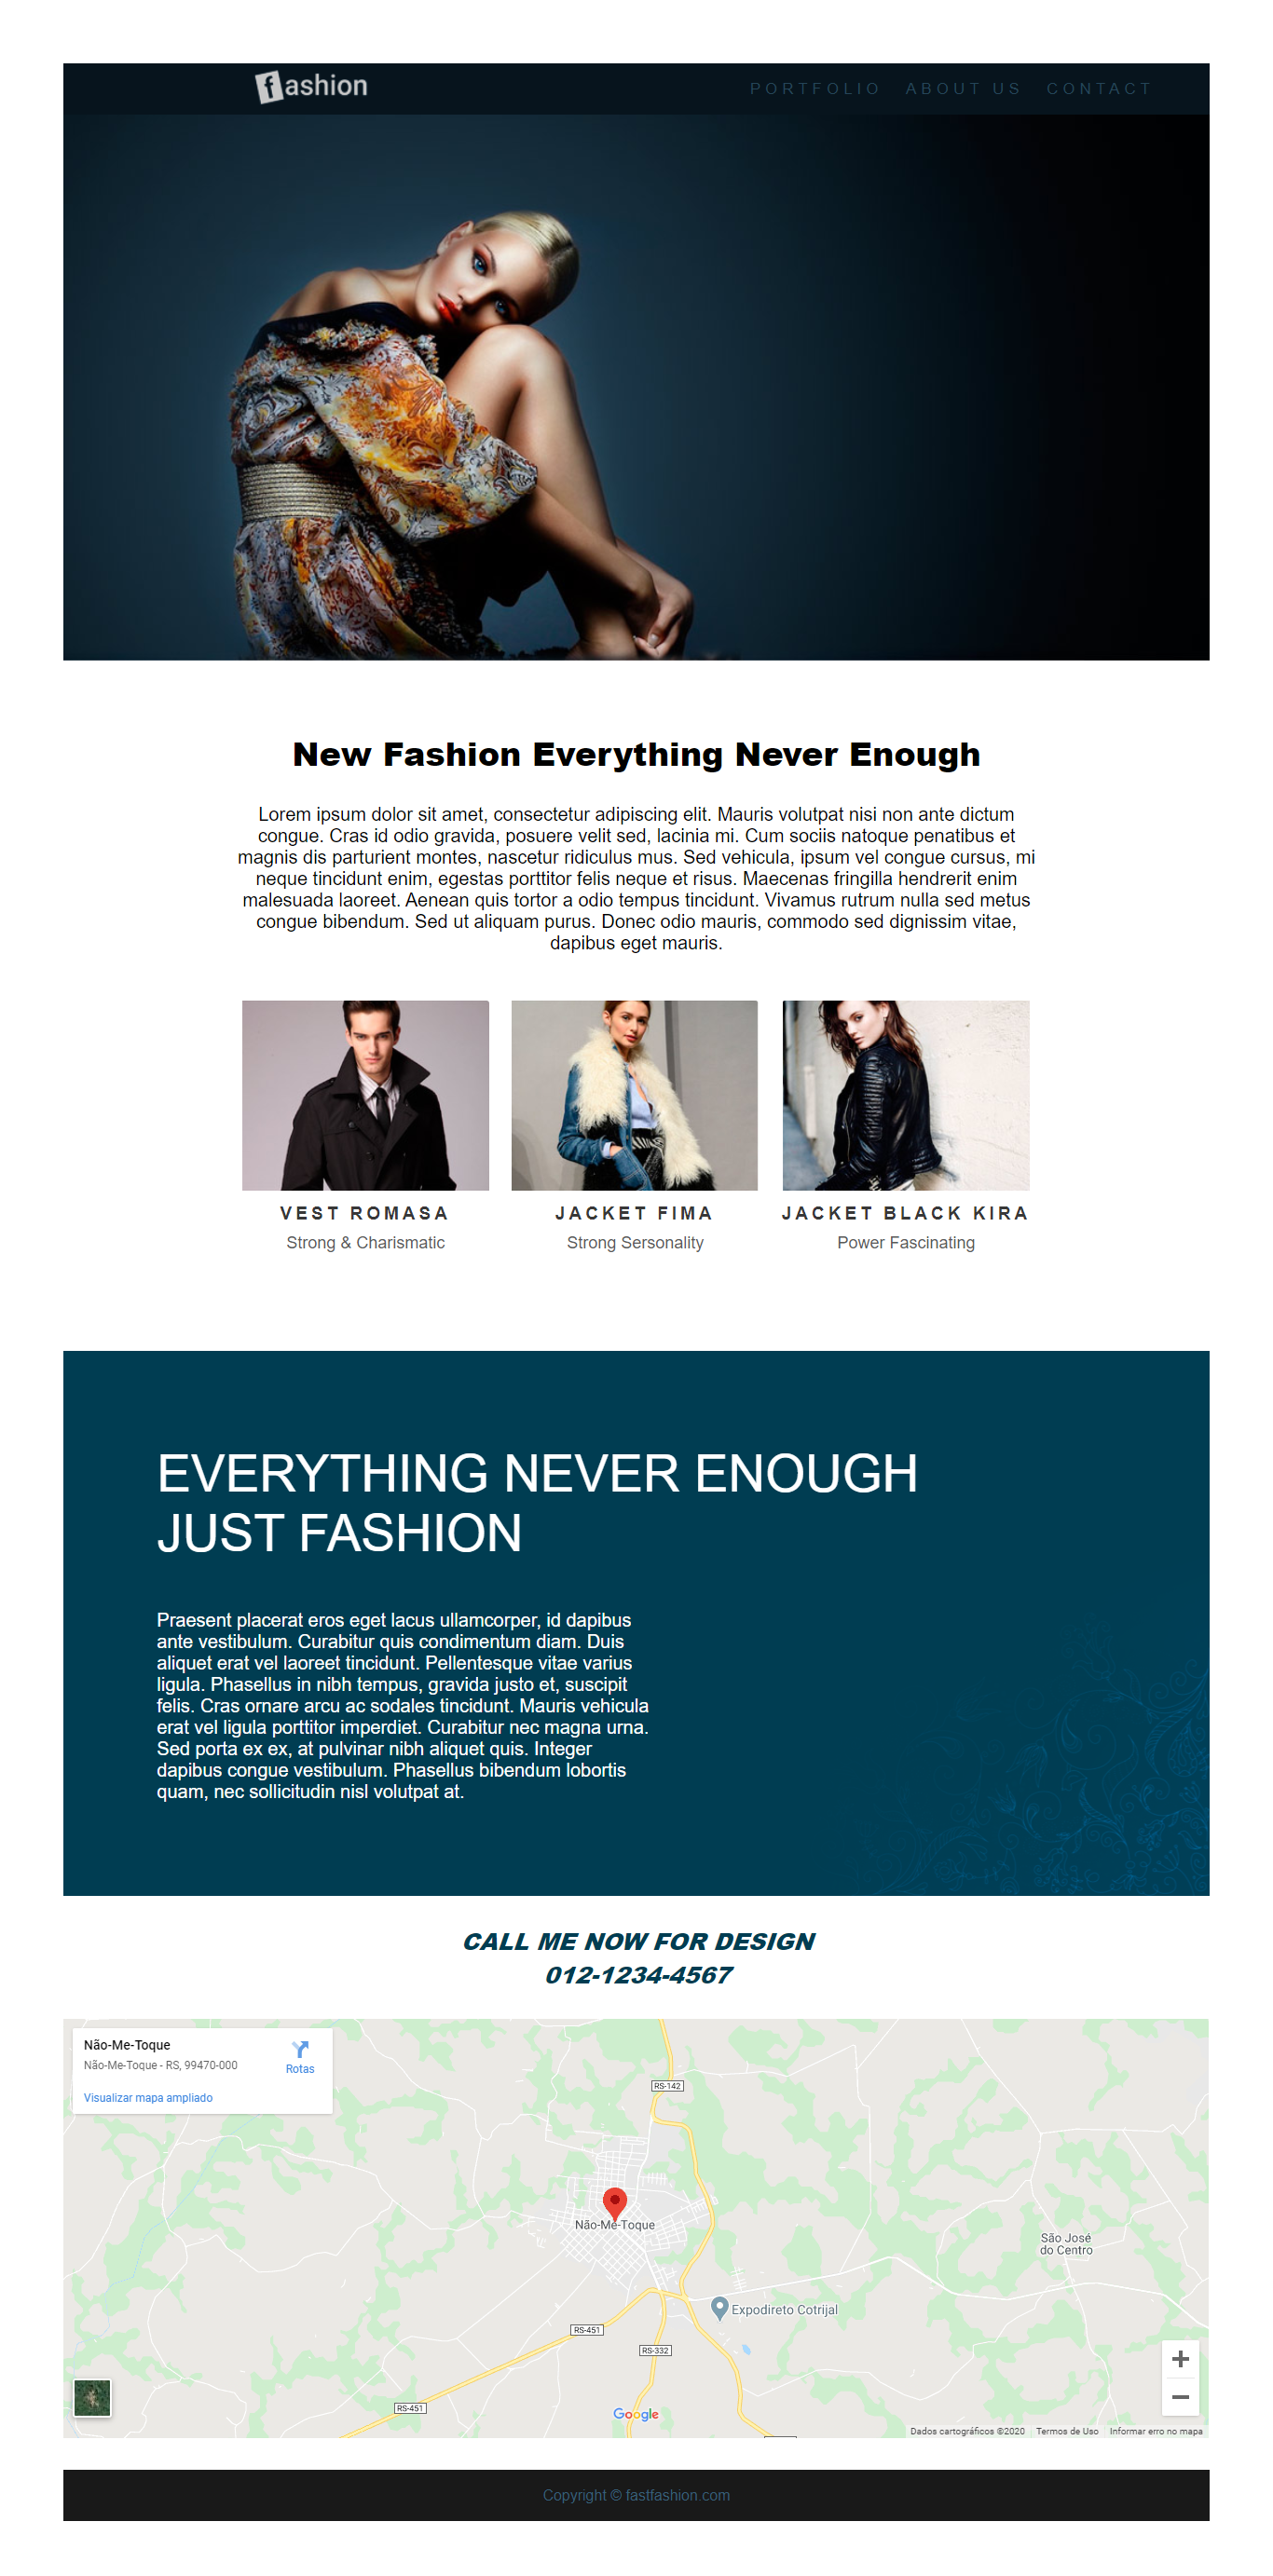 fashion
PORTFOLIO ABOUT US CONTACT
New Fashion Everything Never Enough
Lorem ipsum dolor sit amet, consectetur adipiscing elit. Mauris volutpat nisi non ante dictum
congue. Cras id odio gravida, posuere velit sed, lacinia mi. Cum sociis natoque penatibus et
magnis dis parturient montes, nascetur ridiculus mus. Sed vehicula, ipsum vel congue cursus, mi
neque tincidunt enim, egestas porttitor felis neque et risus. Maecenas fringilla hendrerit enim
malesuada laoreet. Aenean quis tortor a odio tempus tincidunt. Vivamus rutrum nulla sed metus
congue bibendum. Sed ut aliquam purus. Donec odio mauris, commodo sed dignissim vitae,
dapibus eget mauris.
VEST ROMASA
Strong & Charismatic
JACKET FIMA
Strong Sersonality
JACKET BLACK KIRA
Power Fascinating
EVERYTHING NEVER ENOUGH
JUST FASHION
Praesent placerat eros eget lacus ullamcorper, id dapibus
ante vestibulum. Curabitur quis condimentum diam. Duis
aliquet erat vel laoreet tincidunt. Pellentesque vitae varius
ligula. Phasellus in nibh tempus, gravida justo et, suscipit
felis. Cras ornare arcu ac sodales tincidunt. Mauris vehicula
erat vel ligula porttitor imperdiet. Curabitur nec magna urna.
Sed porta ex ex, at pulvinar nibh aliquet quis. Integer
dapibus congue vestibulum. Phasellus bibendum lobortis
quam, nec sollicitudin nisl volutpat at.
CALL ME NOW FOR DESIGN
012-1234-4567
Não-Me-Toque
Não-Me-Toque - RS, 99470-000
Rotas
Visualizar mapa ampliado
RS-142
Não-Me-Toque
São José
do Centro
Expodireto Cotrijal
RS-451
RS-332
RS-451
Google
Dados cartográficos ©2020 Termos de Uso Informar erro no mapa
Copyright © fastfashion.com